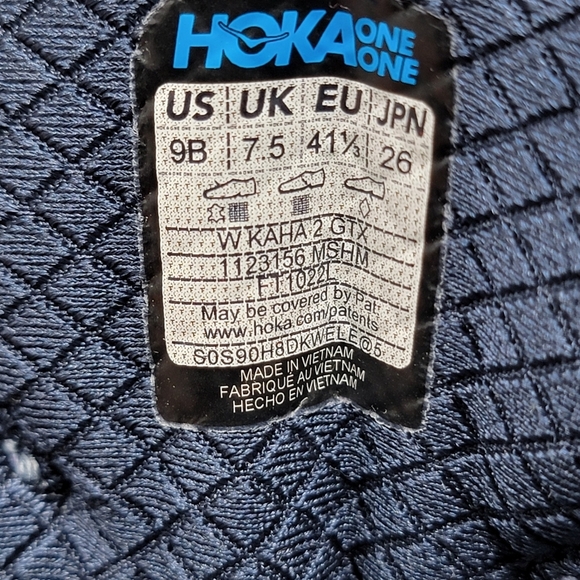 HOKA ONE ONE
US UK EU JPN
9B 7.5 41⅓ 26
W KAHA 2 GTX
1123156 MSHM
FT1022I
May be covered by Pat:
www.hoka.com/patents
S0S90H8DKWELE@5
MADE IN VIETNAM
FABRIQUÉ AU VIETNAM
HECHO EN VIETNAM